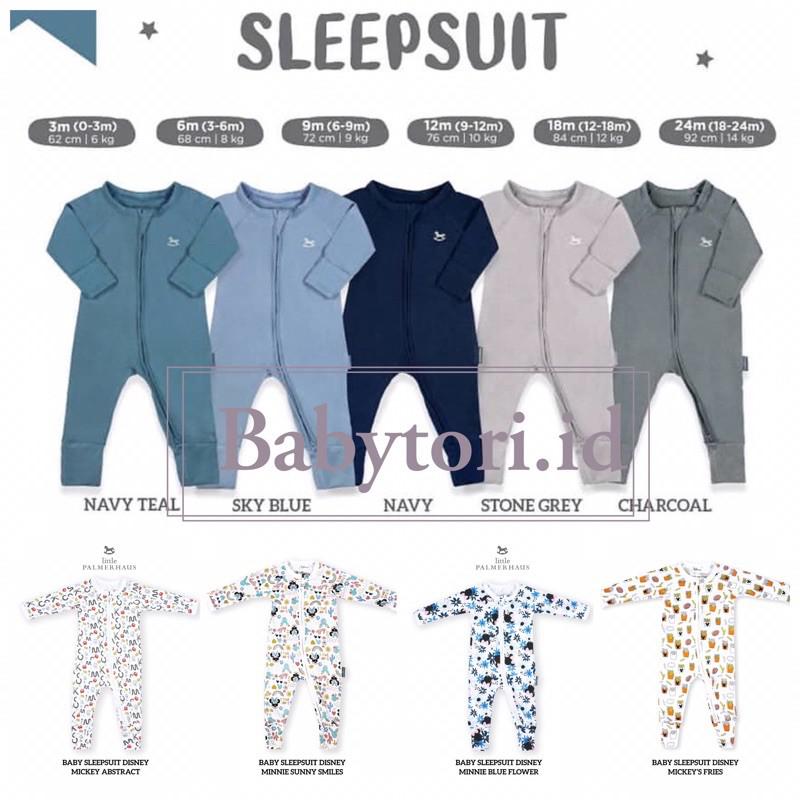 SLEEPSUIT
3m (0-3m)
62 cm | 6 kg
6m (3-6m)
68 cm | 8 kg
9m (6-9m)
72 cm | 9 kg
12m (9-12m)
76 cm | 10 kg
18m (12-18m)
84 cm | 12 kg
24m (18-24m)
92 cm | 14 kg
Babytori.id
NAVY TEAL
SKY BLUE
NAVY
STONE GREY
CHARCOAL
little
PALMERHAUS
little
PALMERHAUS
BABY SLEEPSUIT DISNEY
MICKEY ABSTRACT
BABY SLEEPSUIT DISNEY
MINNIE SUNNY SMILES
BABY SLEEPSUIT DISNEY
MINNIE BLUE FLOWER
BABY SLEEPSUIT DISNEY
MICKEY'S FRIES